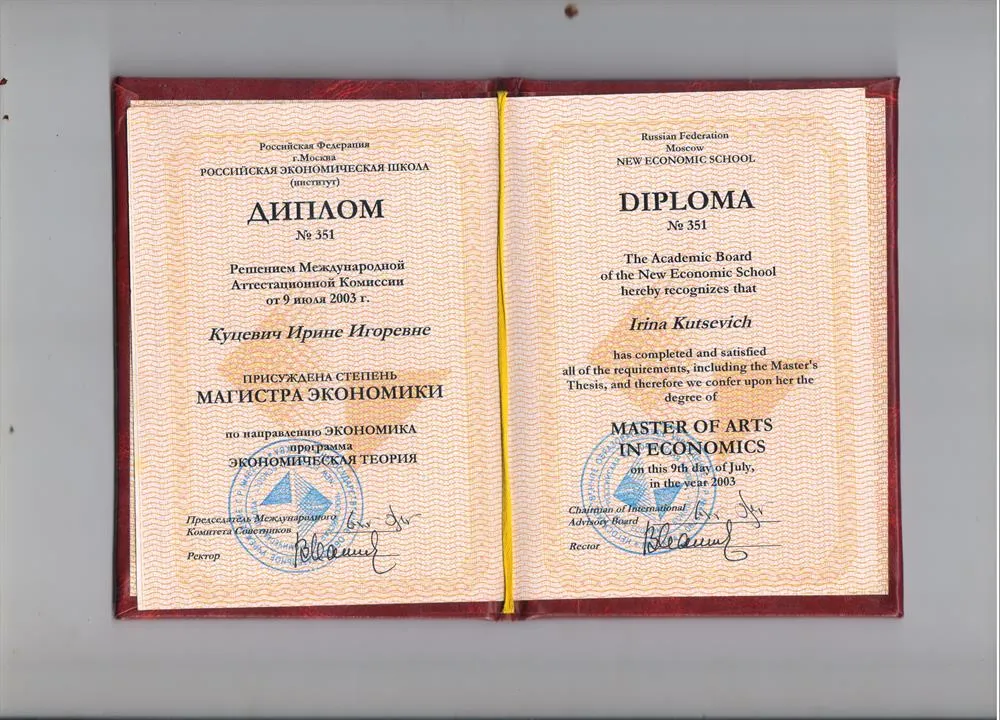 Российская Федерация
г.Москва
РОССИЙСКАЯ ЭКОНОМИЧЕСКАЯ ШКОЛА
(институт)
ДИПЛОМ
№ 351
Решением Международной
Аттестационной Комиссии
от 9 июля 2003 г.
Куцевич Ирине Игоревне
ПРИСУЖДЕНА СТЕПЕНЬ
МАГИСТРА ЭКОНОМИКИ
по направлению ЭКОНОМИКА
программа
ЭКОНОМИЧЕСКАЯ ТЕОРИЯ
Председатель Международного
Комитета Советников
Ректор
Russian Federation
Moscow
NEW ECONOMIC SCHOOL
DIPLOMA
№ 351
The Academic Board
of the New Economic School
hereby recognizes that
Irina Kutsevich
has completed and satisfied
all of the requirements, including the Master's
Thesis, and therefore we confer upon her the
degree of
MASTER OF ARTS
IN ECONOMICS
on this 9th day of July,
in the year 2003
Chairman of International
Advisory Board
Rector